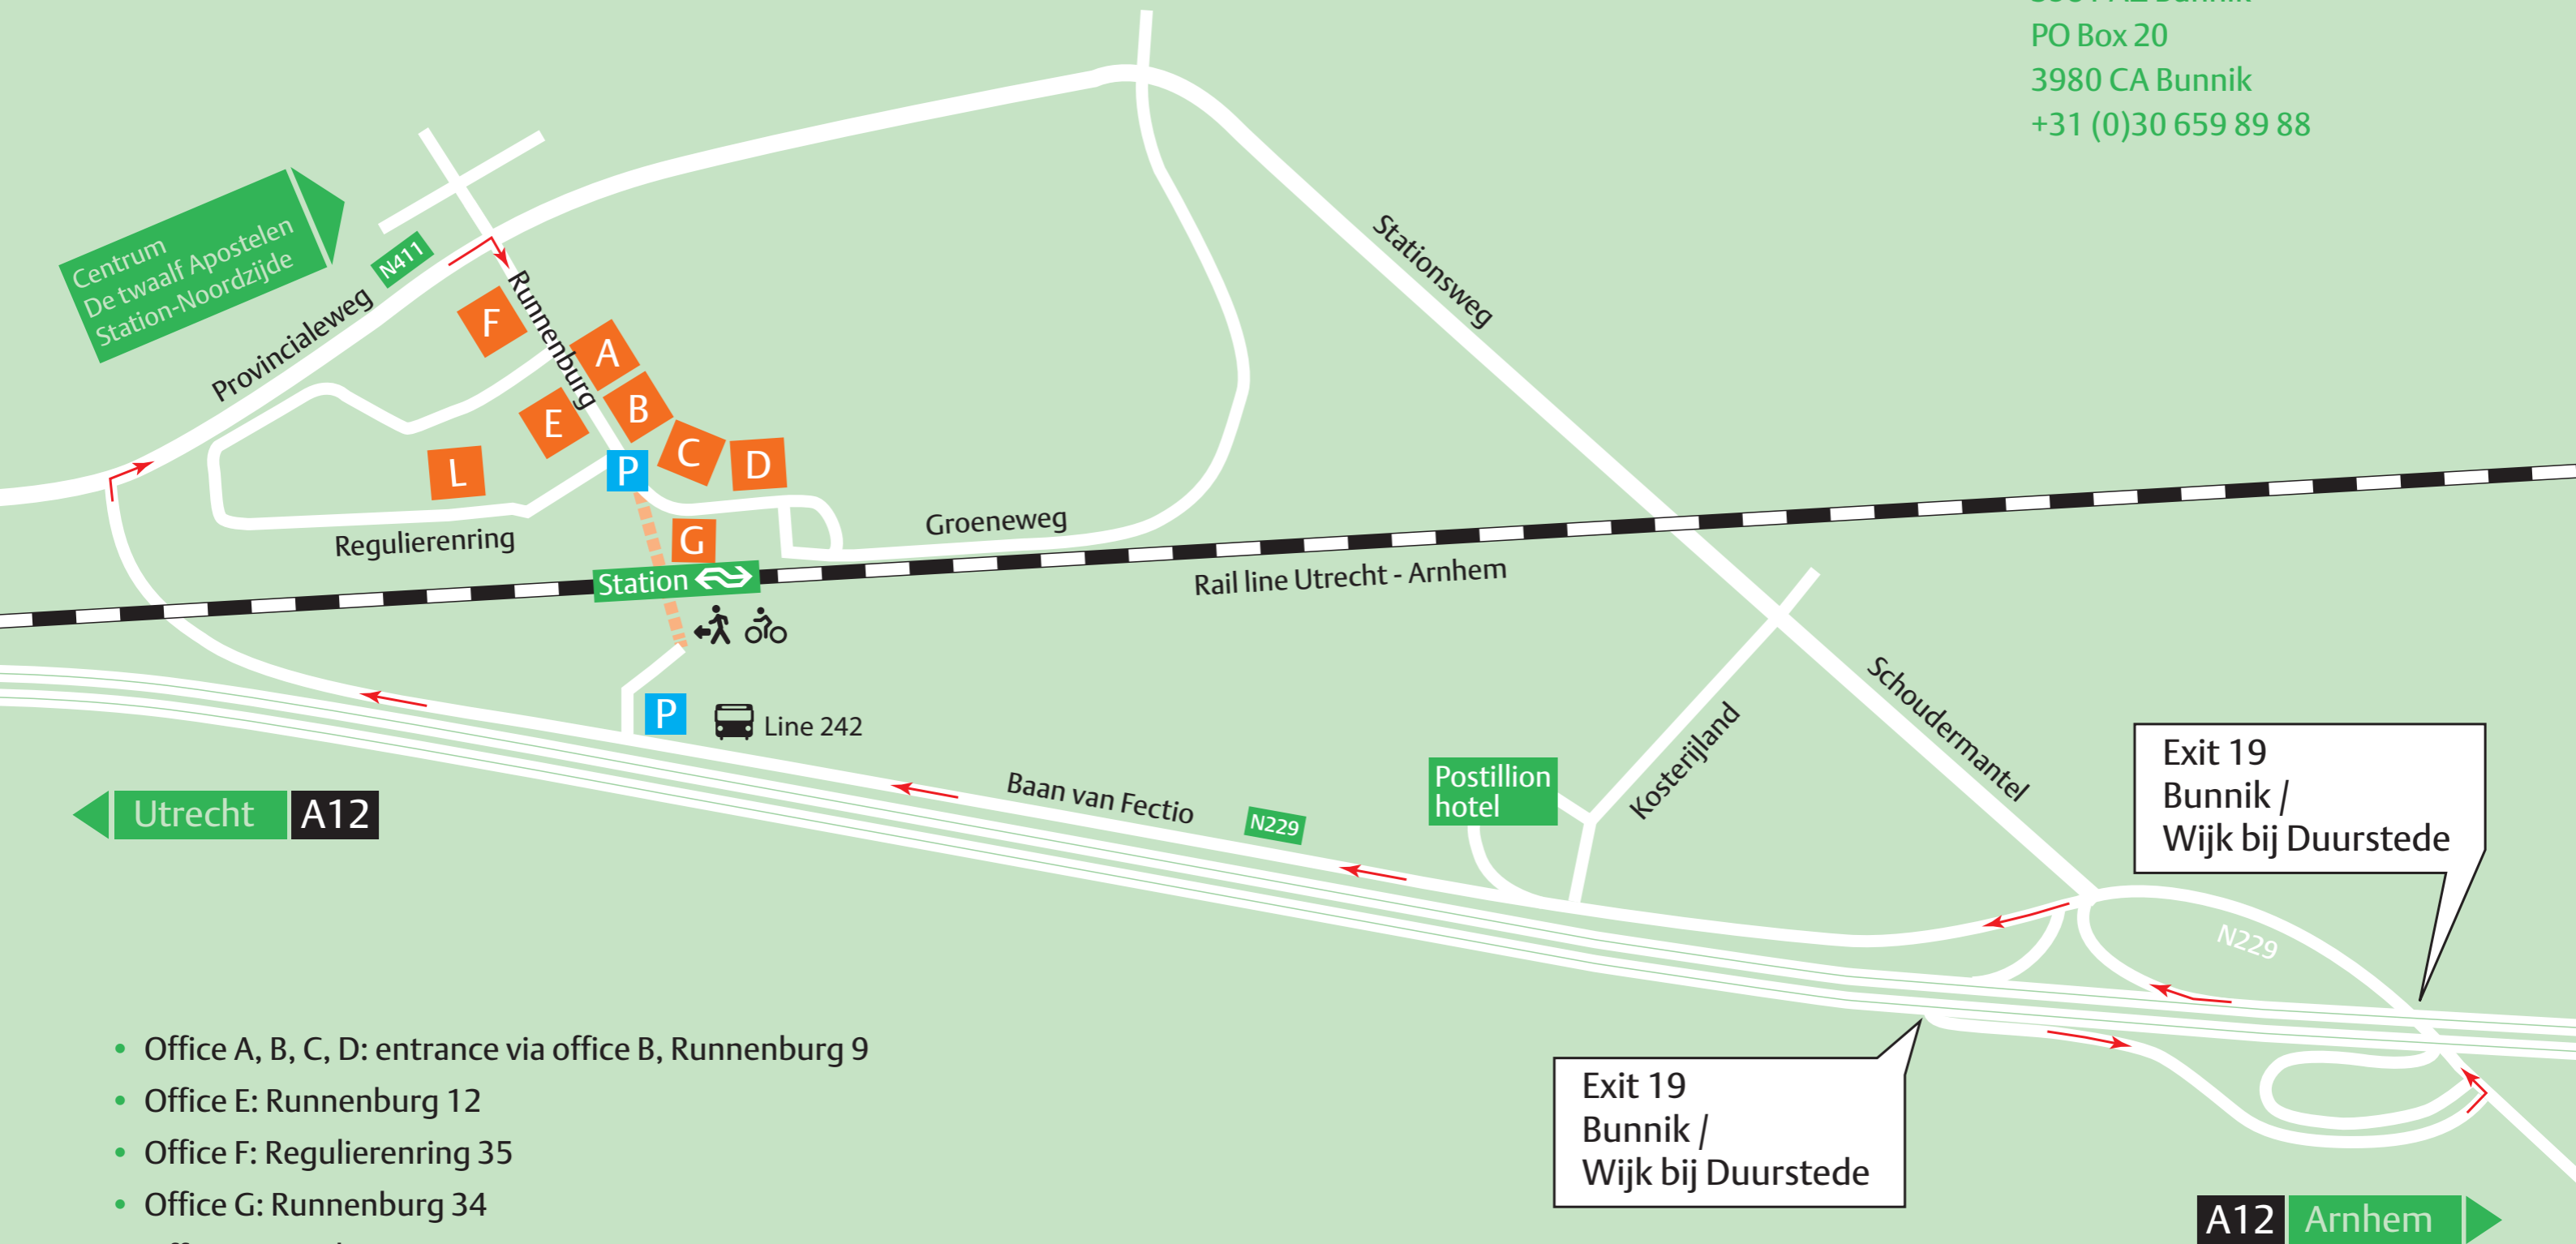 PO Box 20
3980 CA Bunnik
+31 (0)30 659 89 88
Centrum
De twaalf Apostelen
Station-Noordzijde
N411
Provincialeweg
Runnenburg
Stationsweg
F
A
B
E
C
D
L
P
G
Groeneweg
Regulierenring
Station
Rail line Utrecht - Arnhem
P
Line 242
Baan van Fectio
N229
Postillion
hotel
Kosterijland
Schoudermantel
Exit 19
Bunnik /
Wijk bij Duurstede
N229
Utrecht A12
Exit 19
Bunnik /
Wijk bij Duurstede
A12 Arnhem
• Office A, B, C, D: entrance via office B, Runnenburg 9
• Office E: Runnenburg 12
• Office F: Regulierenring 35
• Office G: Runnenburg 34